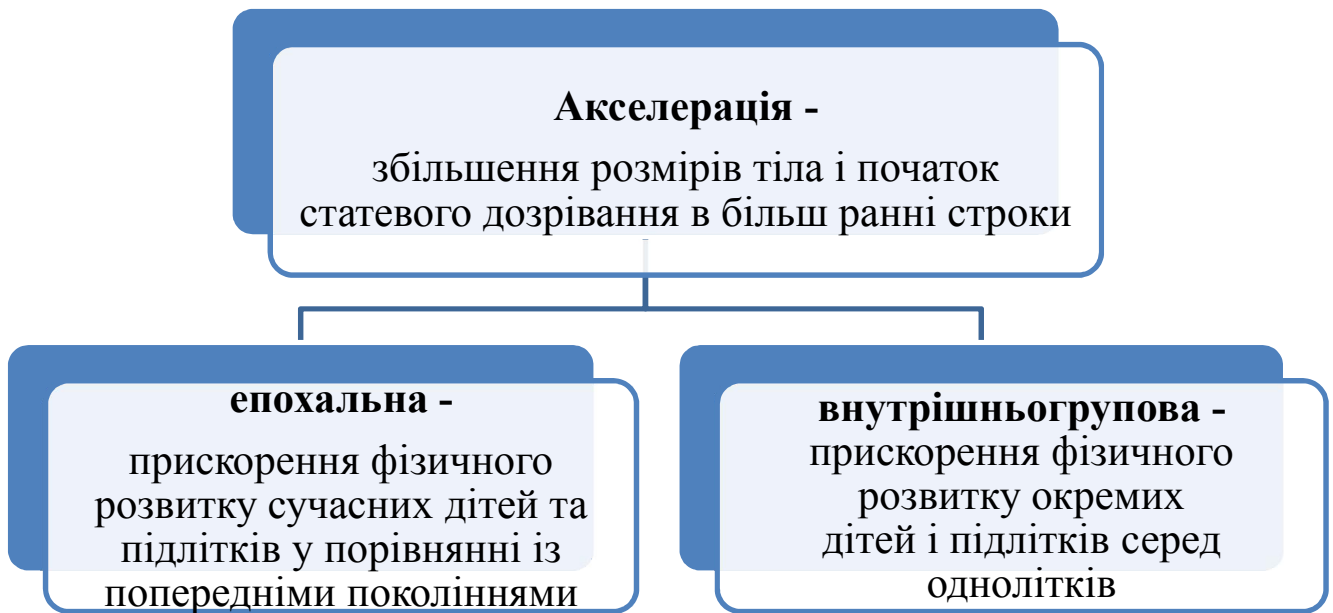 Акселерація -
збільшення розмірів тіла і початок
статевого дозрівання в більш ранні строки
епохальна -
прискорення фізичного
розвитку сучасних дітей та
підлітків у порівнянні із
попередніми поколіннями
внутрішньогрупова -
прискорення фізичного
розвитку окремих
дітей і підлітків серед
однолітків